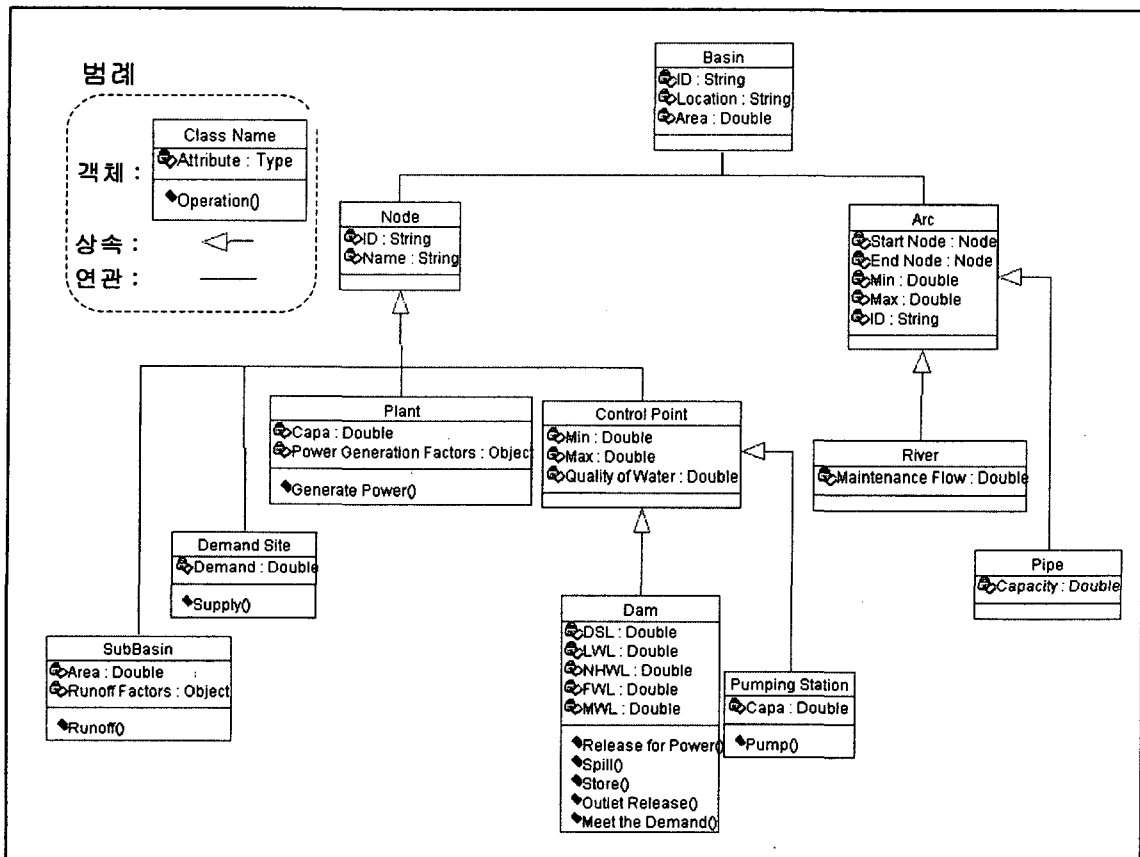 범례
객체 :
Class Name
Attribute : Type
Operation()
상속 :
연관 :
Basin
ID : String
Location : String
Area : Double
Node
ID : String
Name : String
Arc
Start Node : Node
End Node : Node
Min : Double
Max : Double
ID : String
Plant
Capa : Double
Power Generation Factors : Object
Generate Power()
Control Point
Min : Double
Max : Double
Quality of Water : Double
River
Maintenance Flow : Double
Demand Site
Demand : Double
Supply()
Pipe
Capacity : Double
SubBasin
Area : Double
Runoff Factors : Object
Runoff()
Dam
DSL : Double
LWL : Double
NHWL : Double
FWL : Double
MWL : Double
Release for Power()
Spill()
Store()
Outlet Release()
Meet the Demand()
Pumping Station
Capa : Double
Pump()